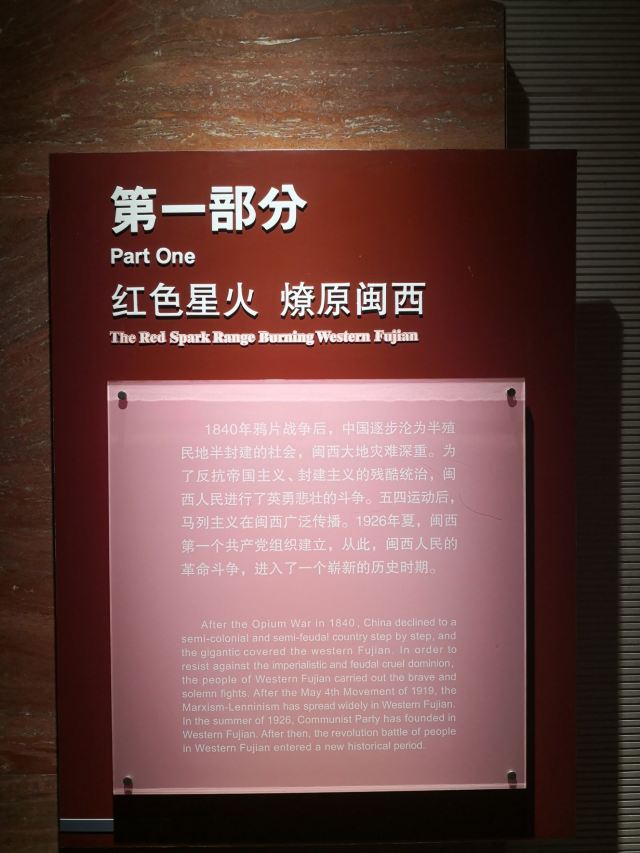 第一部分
Part One
红色星火 燎原闽西
The Red Spark Range Burning Western Fujian
1840年鸦片战争后，中国逐步沦为半殖
民地半封建的社会，闽西大地灾难深重。为
了反抗帝国主义、封建主义的残酷统治，闽
西人民进行了英勇悲壮的斗争。五四运动后，
马列主义在闽西广泛传播。1926年夏，闽西
第一个共产党组织建立，从此，闽西人民的
革命斗争，进入了一个崭新的历史时期。
After the Opium War in 1840, China declined to a
semi-colonial and semi-feudal country step by step, and
the gigantic covered the western Fujian. In order to
resist against the imperialistic and feudal cruel dominion,
the people of Western Fujian carried out the brave and
solemn fights. After the May 4th Movement of 1919, the
Marxism-Lenninism has spread widely in Western Fujian.
In the summer of 1926, Communist Party has founded in
Western Fujian. After then, the revolution battle of people
in Western Fujian entered a new historical period.